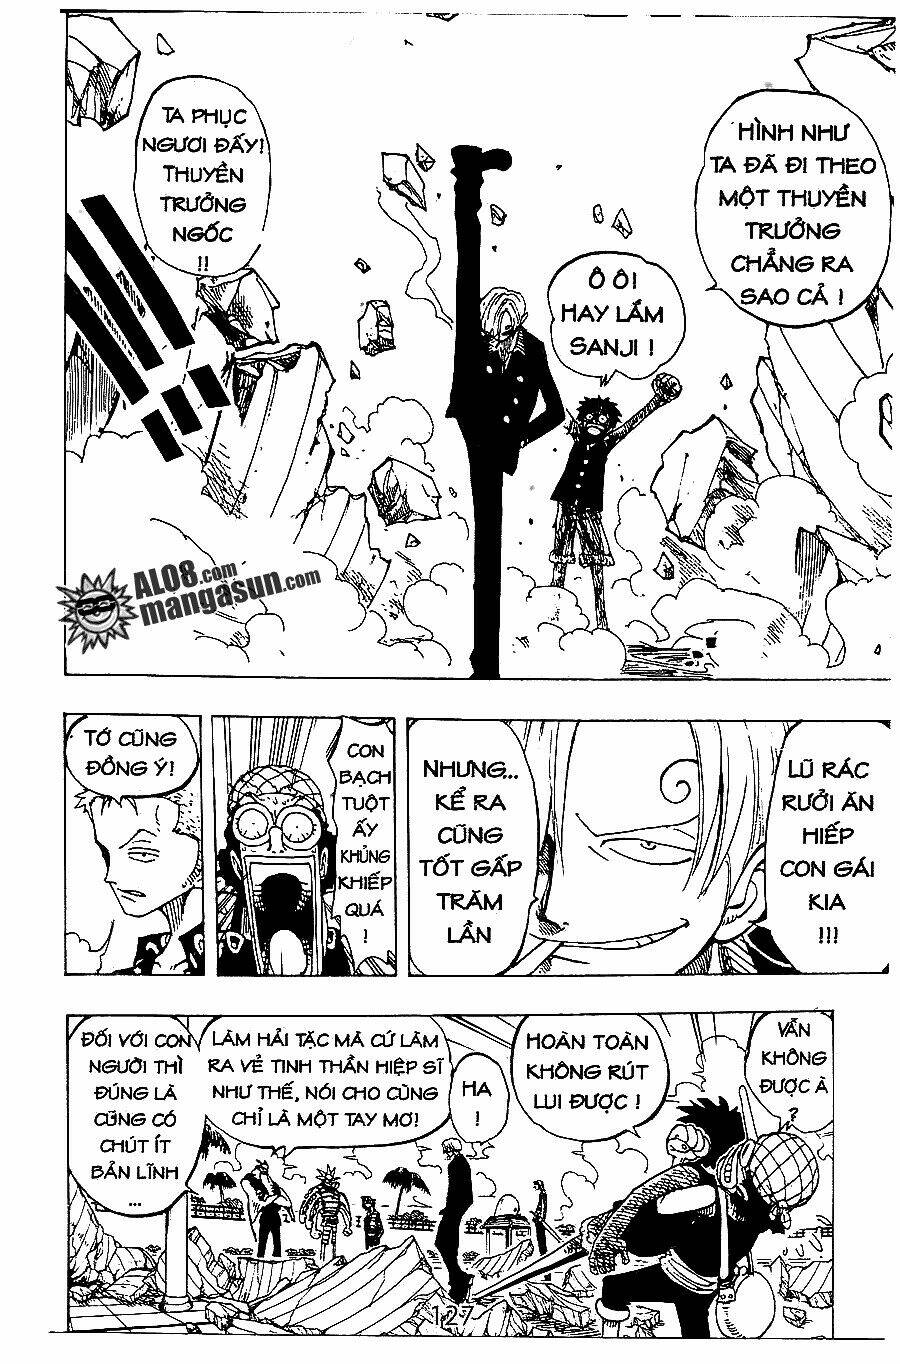 HÌNH NHƯ
TA ĐÃ ĐI THEO
MỘT THUYỀN
TRƯỞNG
CHẲNG RA
SAO CẢ !
Ô ÔI
HAY LẮM
SANJI !
TA PHỤC
NGƯƠI ĐẤY!
THUYỀN
TRƯỞNG
NGỐC
!!
AL08.com
mangasun.com
LŨ RÁC
RƯỞI ĂN
HIẾP
CON GÁI
KIA
!!!
NHƯNG..
KỂ RA
CŨNG
TỐT GẤP
TRĂM
LẦN
CON
BẠCH
TUỘT
ẤY
KHỦNG
KHIẾP
QUÁ
!
TỚ CŨNG
ĐỒNG Ý!
VẪN
KHÔNG
ĐƯỢC À
?
HOÀN TOÀN
KHÔNG RÚT
LUI ĐƯỢC !
HA
!
LÀM HẢI TẶC MÀ CỨ LÀM
RA VẺ TINH THẦN HIỆP SĨ
NHƯ THẾ, NÓI CHO CÙNG
CHỈ LÀ MỘT TAY MƠ!
ĐỐI VỚI CON
NGƯỜI THÌ
ĐÚNG LÀ
CŨNG CÓ
CHÚT ÍT
BẢN LĨNH
...
127